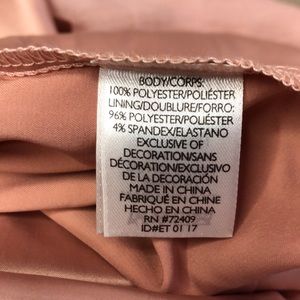 BODY/CORPS:
100% POLYESTER/POLIÉSTER
LINING/DOUBLURE/FORRO:
96% POLYESTER/POLIÉSTER
4% SPANDEX/ELASTANO
EXCLUSIVE OF
DECORATION/SANS
DÉCORATION/EXCLUSIVO
DE LA DECORACIÓN
MADE IN CHINA
FABRIQUÉ EN CHINE
HECHO EN CHINA
RN #72409
ID#ET 01 17